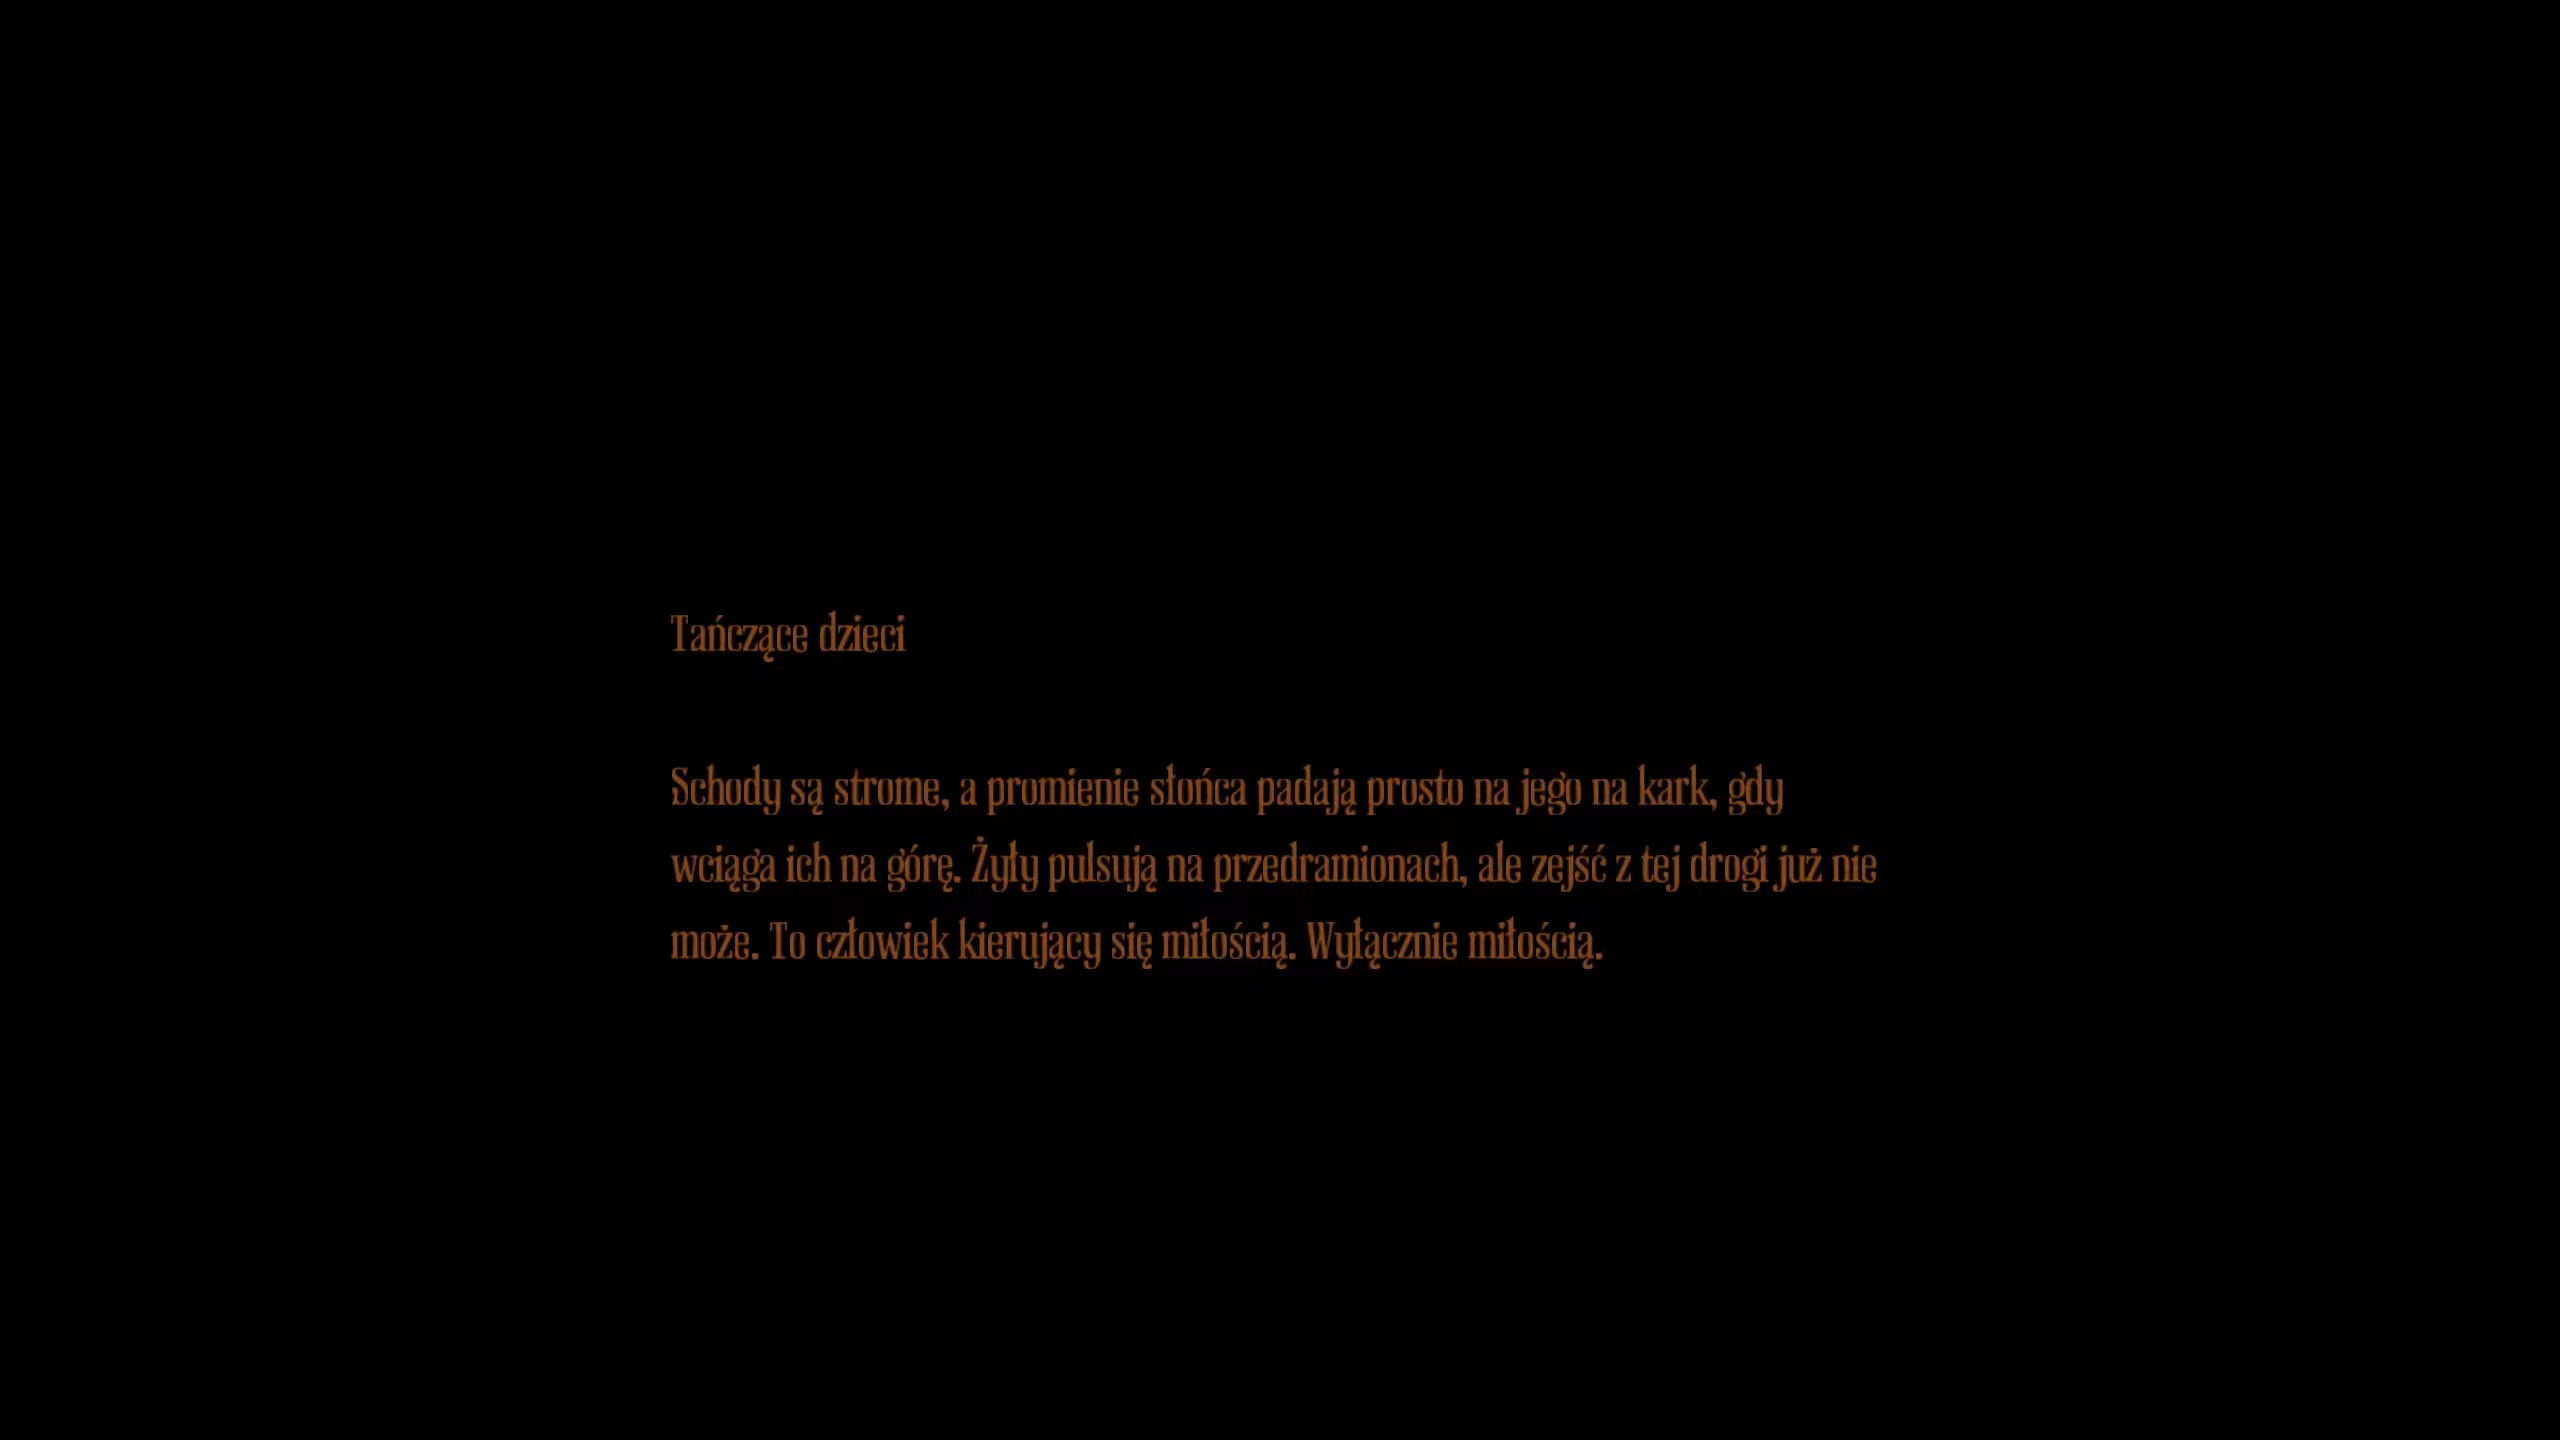 Tańczące dzieci
Schody są strome, a promienie słońca padają prosto na jego na kark, gdy
wciąga ich na górę. Żyły pulsują na przedramionach, ale zejść z tej drogi już nie
może. To człowiek kierujący się miłością. Wyłącznie miłością.